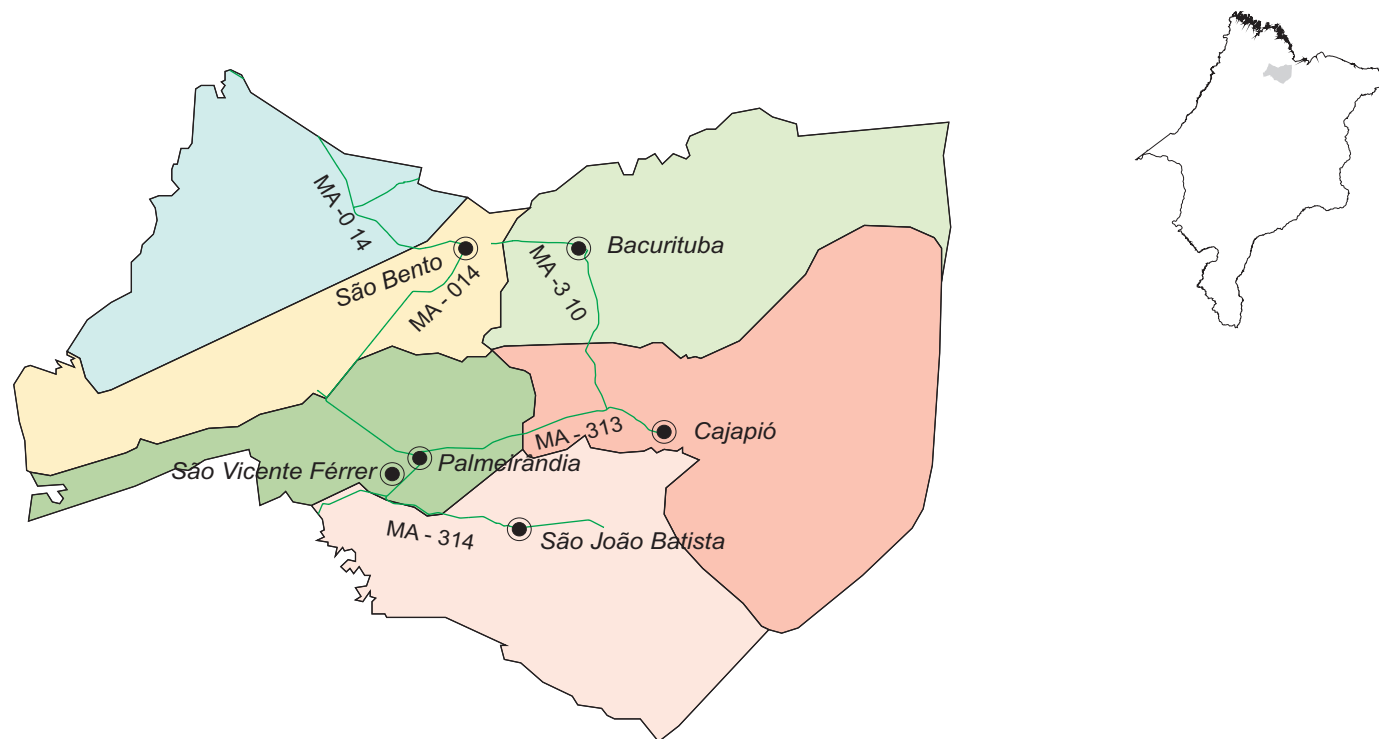 MA -0 14
Bacurituba
São Bento
MA - 014
MA -3 10
MA - 313
Cajapió
São Vicente Férrer
Palmeirândia
MA - 314
São João Batista